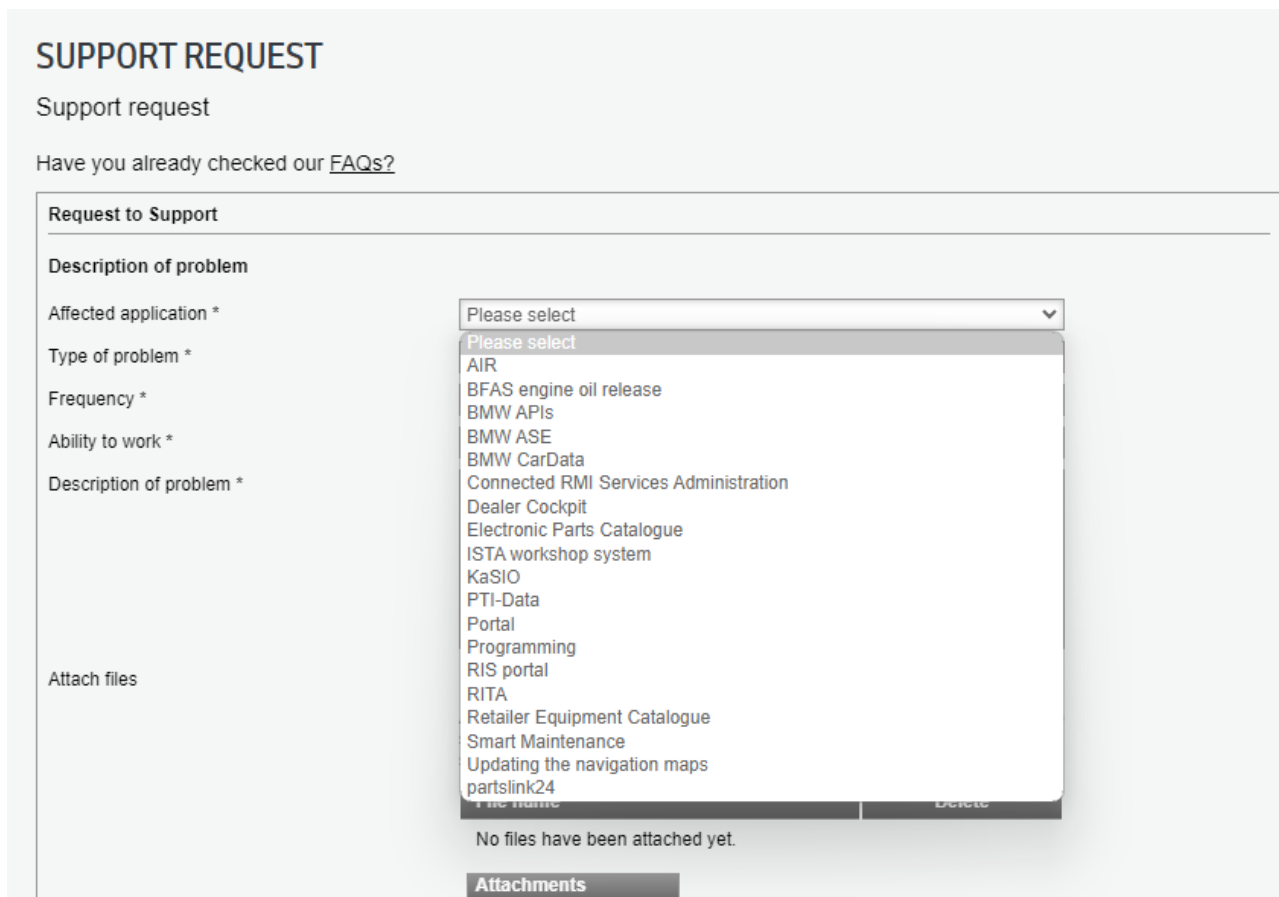 SUPPORT REQUEST
Support request
Have you already checked our FAQs?
Request to Support
Description of problem
Affected application *
Please select
Please select
AIR
BFAS engine oil release
BMW APIs
BMW ASE
BMW CarData
Connected RMI Services Administration
Dealer Cockpit
Electronic Parts Catalogue
ISTA workshop system
KaSIO
PTI-Data
Portal
Programming
RIS portal
RITA
Retailer Equipment Catalogue
Smart Maintenance
Updating the navigation maps
partslink24
Type of problem *
Frequency *
Ability to work *
Description of problem *
Attach files
File name Delete
No files have been attached yet.
Attachments